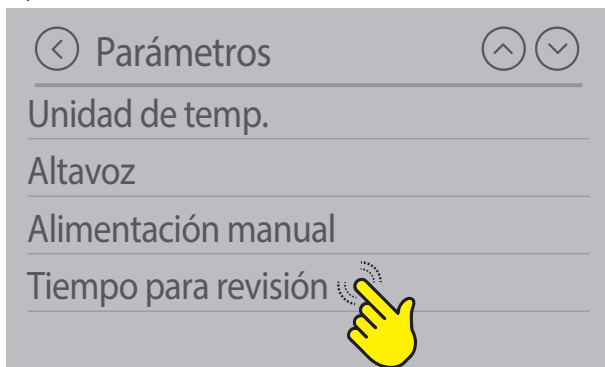 Parámetros
Unidad de temp.
Altavoz
Alimentación manual
Tiempo para revisión